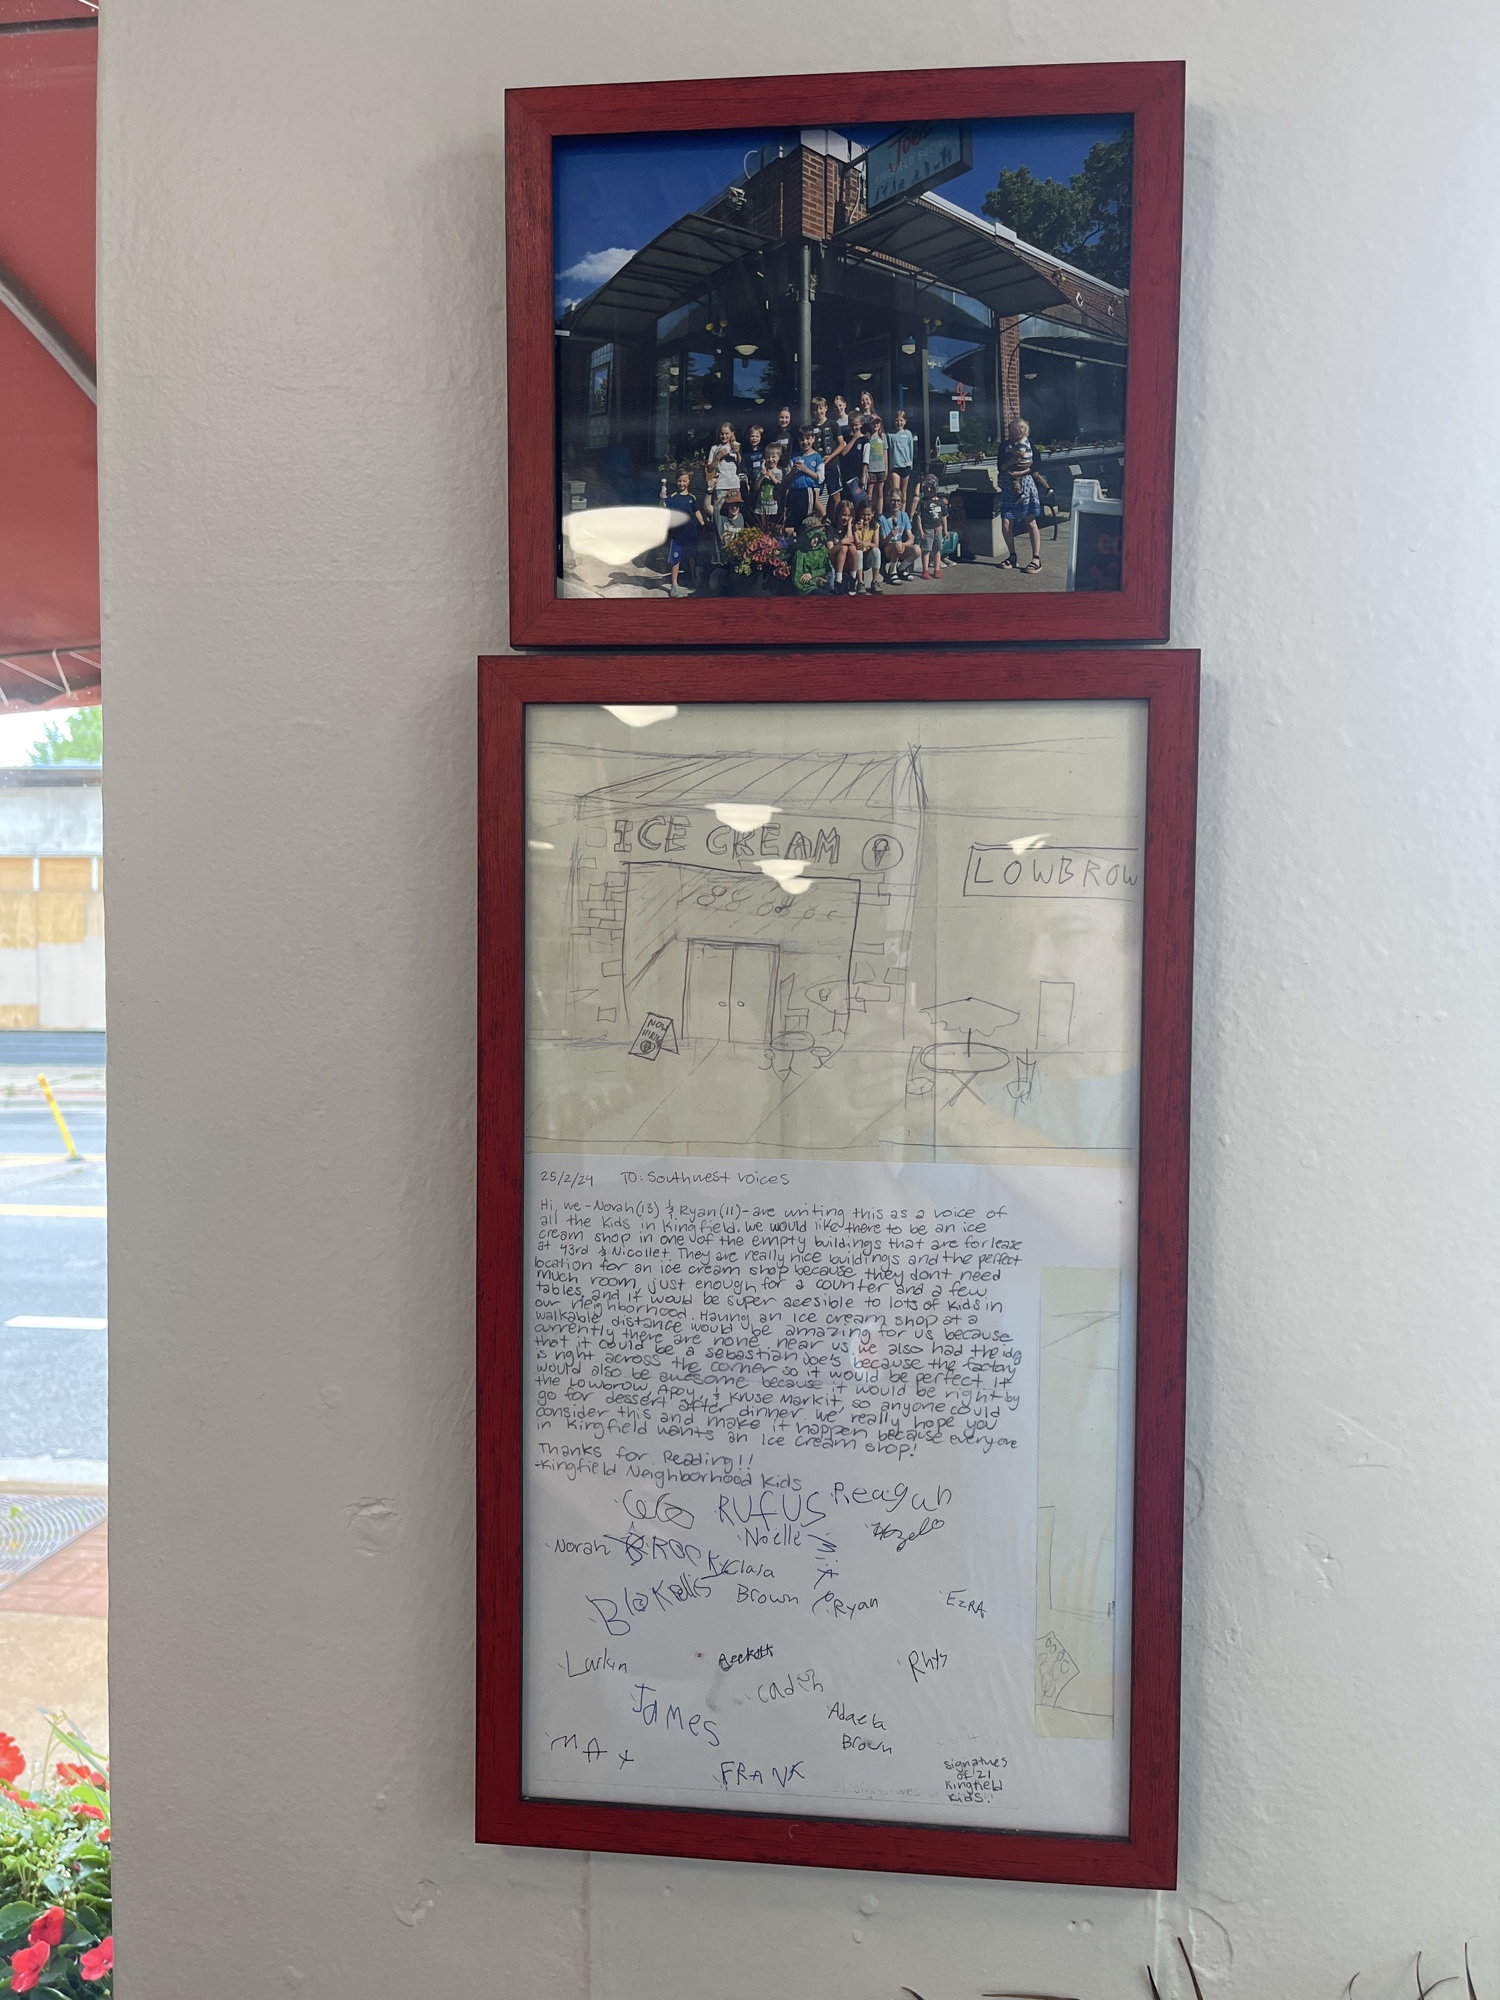 Joe's
ICE CREAM
LOWBROW
NOW
HIRING
25/2/24 TO: Southwest Voices
Hi, we - Norah (13) & Ryan (11) - are writing this as a voice of
all the kids in Kingfield. we would like there to be an ice
cream shop in one of the empty buildings that are for lease
at 43rd & Nicollet. They are really nice buildings and the perfect
location for an ice cream shop because they dont need
much room, just enough for a counter and a few
tables, and it would be super acesible to lots of kids in
our neighborhood. Having an ice cream shop at a
walkable distance would be amazing for us because
currently there are none near us. we also had the idea
that it could be a sebastian Joe's because the factory
is right across the corner so it would be perfect. It
would also be awesome because it would be right by
the Lowbrow, Apoy, & Kruse Markit, so anyone could
go for dessert after dinner. we really hope you
consider this and make it happen because everyone
in Kingfield wants an ice cream shop!
Thanks for Reading!!
-Kingfield Neighborhood Kids
RUFUS Reagan
Noelle
Norah
Clara
Brown Ryan EZRA
Larkin
Rhys
James
Brown
MAX
FRANK
signatures
of 21
Kingfield
Kids!